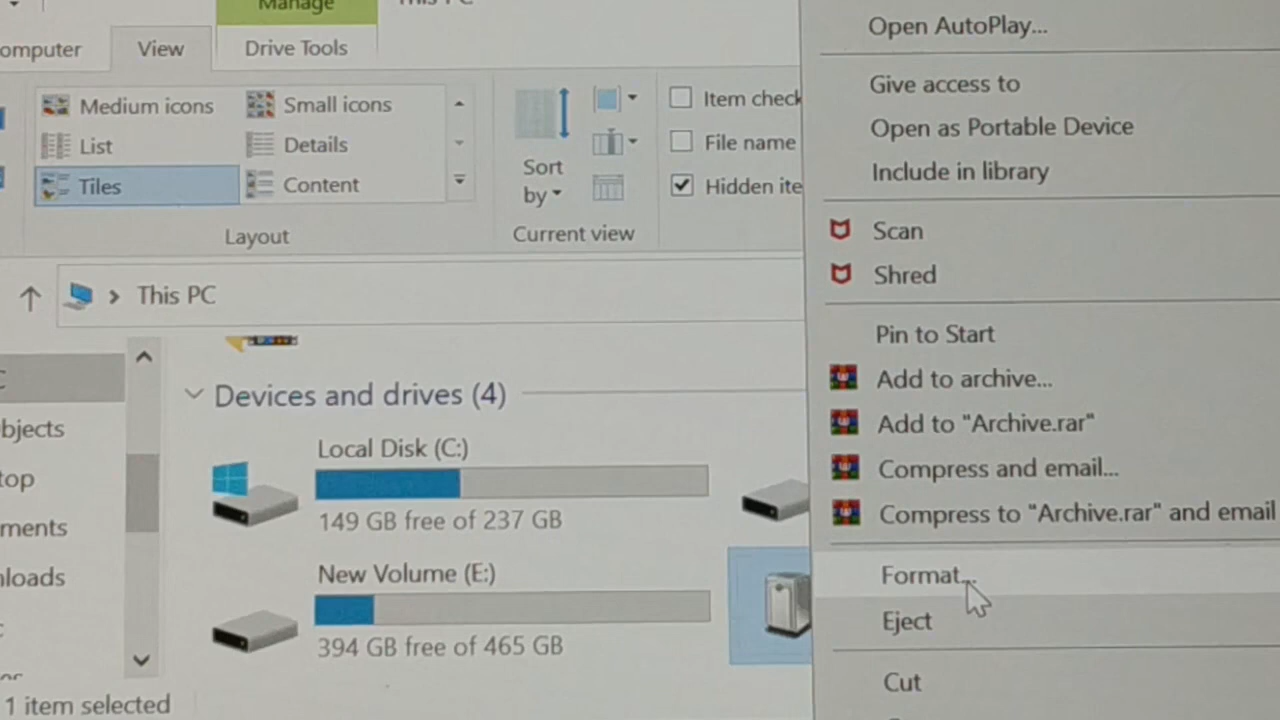 Manage
This PC
omputer
View
Drive Tools
Medium icons
Small icons
List
Details
Tiles
Content
Layout
Sort
by
Current view
Item check
File name
Hidden ite
This PC
bjects
top
ments
nloads
Devices and drives (4)
Local Disk (C:)
149 GB free of 237 GB
New Volume (E:)
394 GB free of 465 GB
1 item selected
Open AutoPlay...
Give access to
Open as Portable Device
Include in library
Scan
Shred
Pin to Start
Add to archive...
Add to "Archive.rar"
Compress and email...
Compress to "Archive.rar" and email
Format...
Eject
Cut